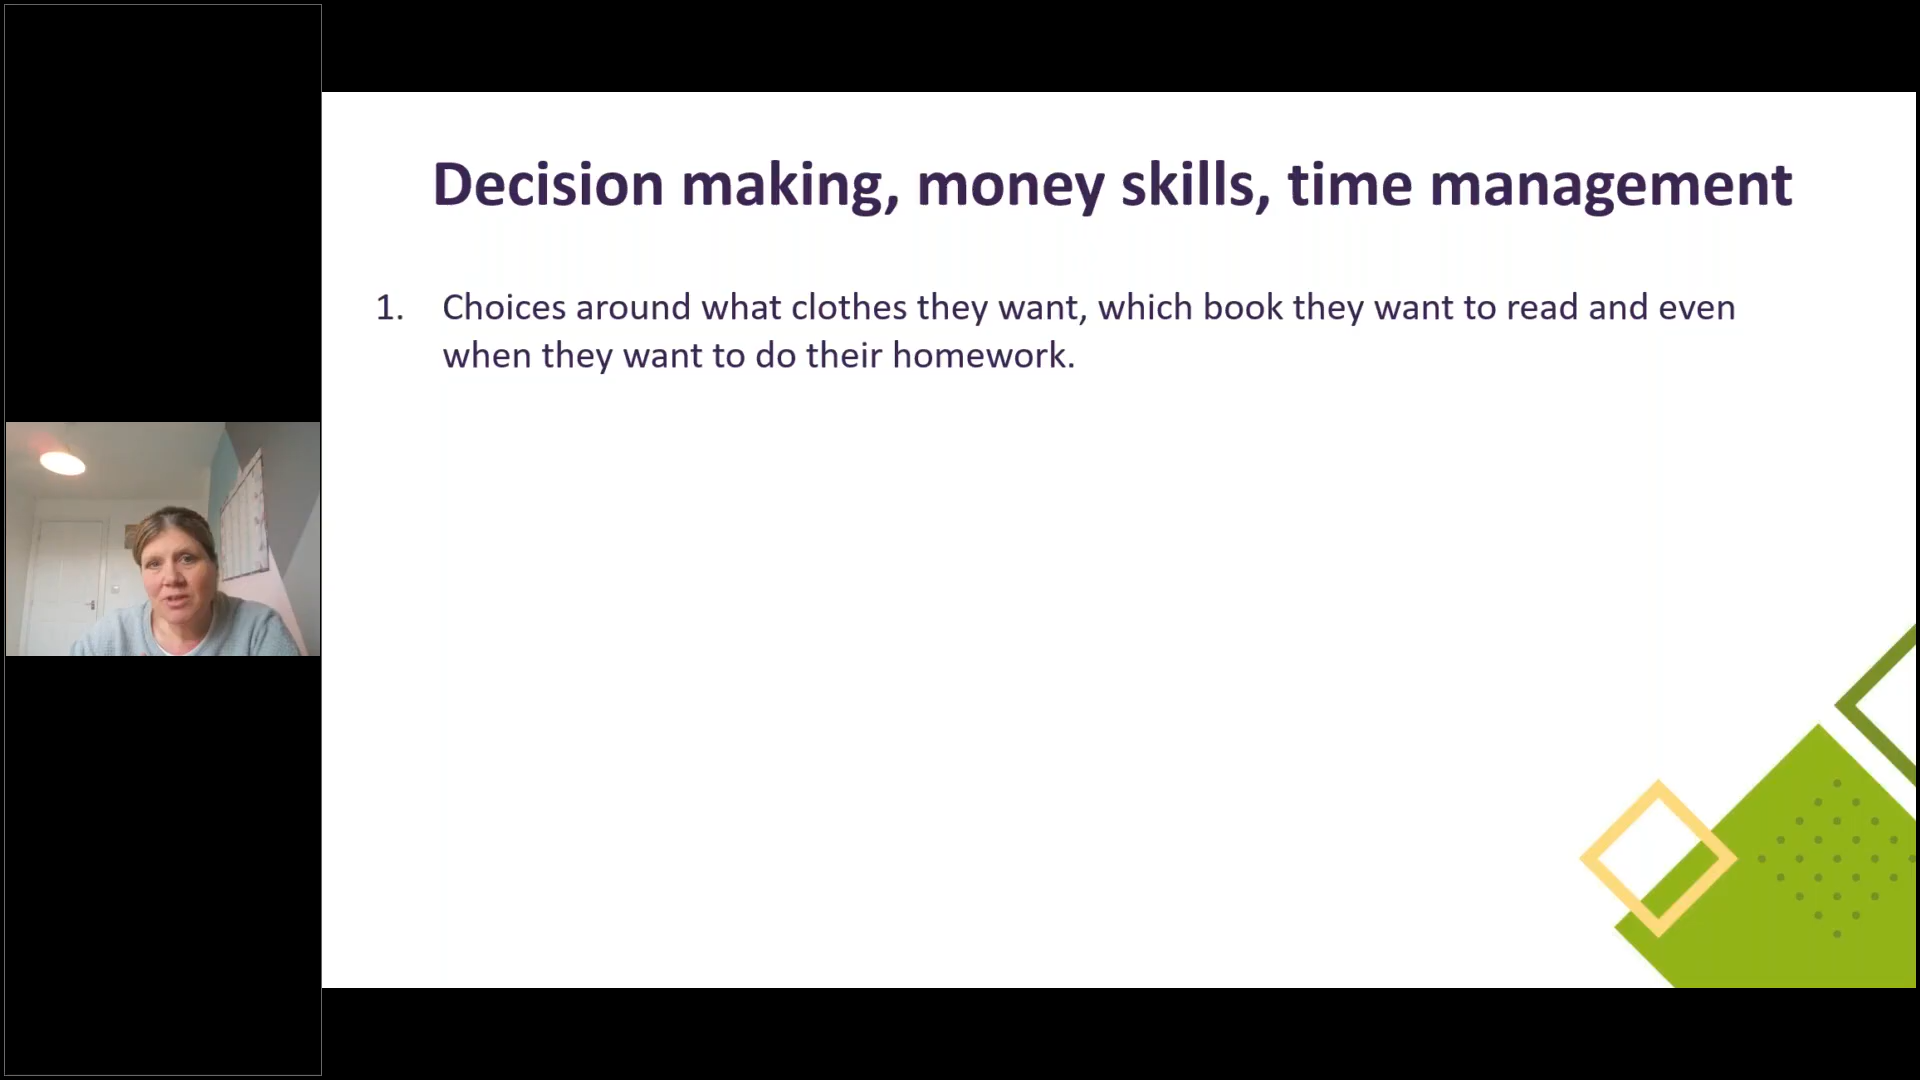 Decision making, money skills, time management
1. Choices around what clothes they want, which book they want to read and even
when they want to do their homework.